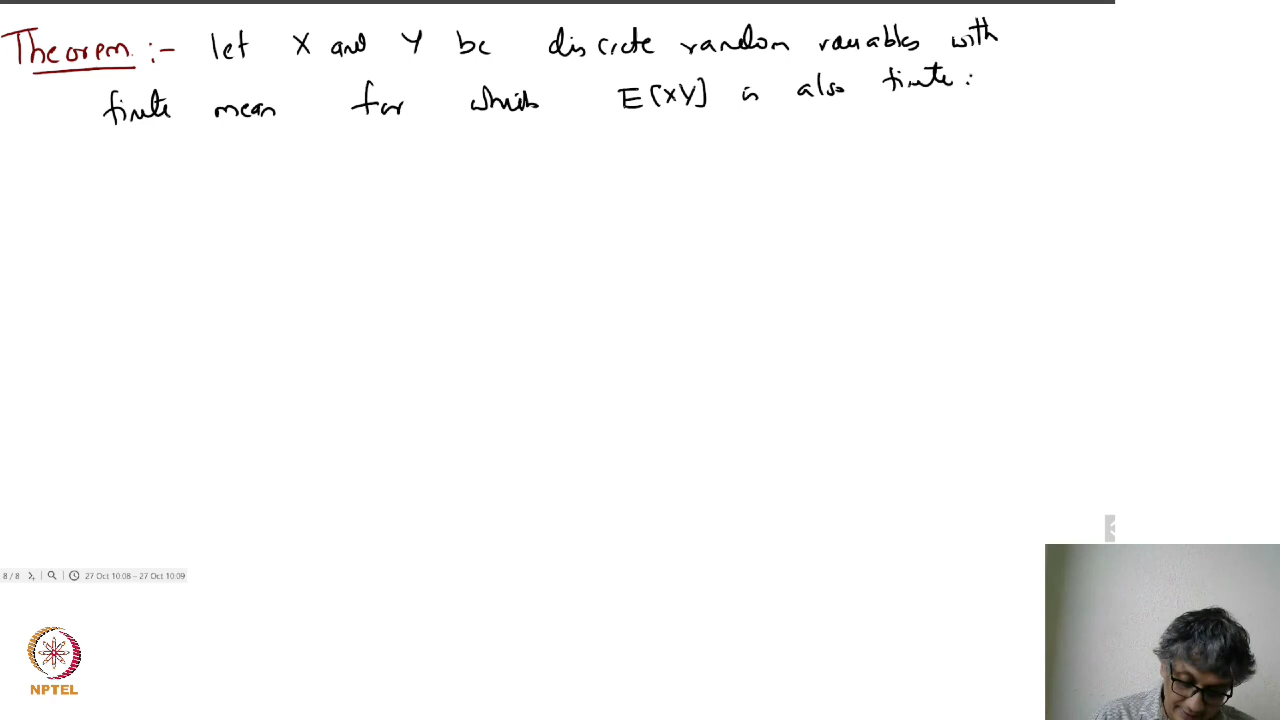 Theorem :- let X and Y be discrete random variables with
finite mean for which E[XY] is also finite :
8 / 8 27 Oct 10:08 – 27 Oct 10:09
NPTEL